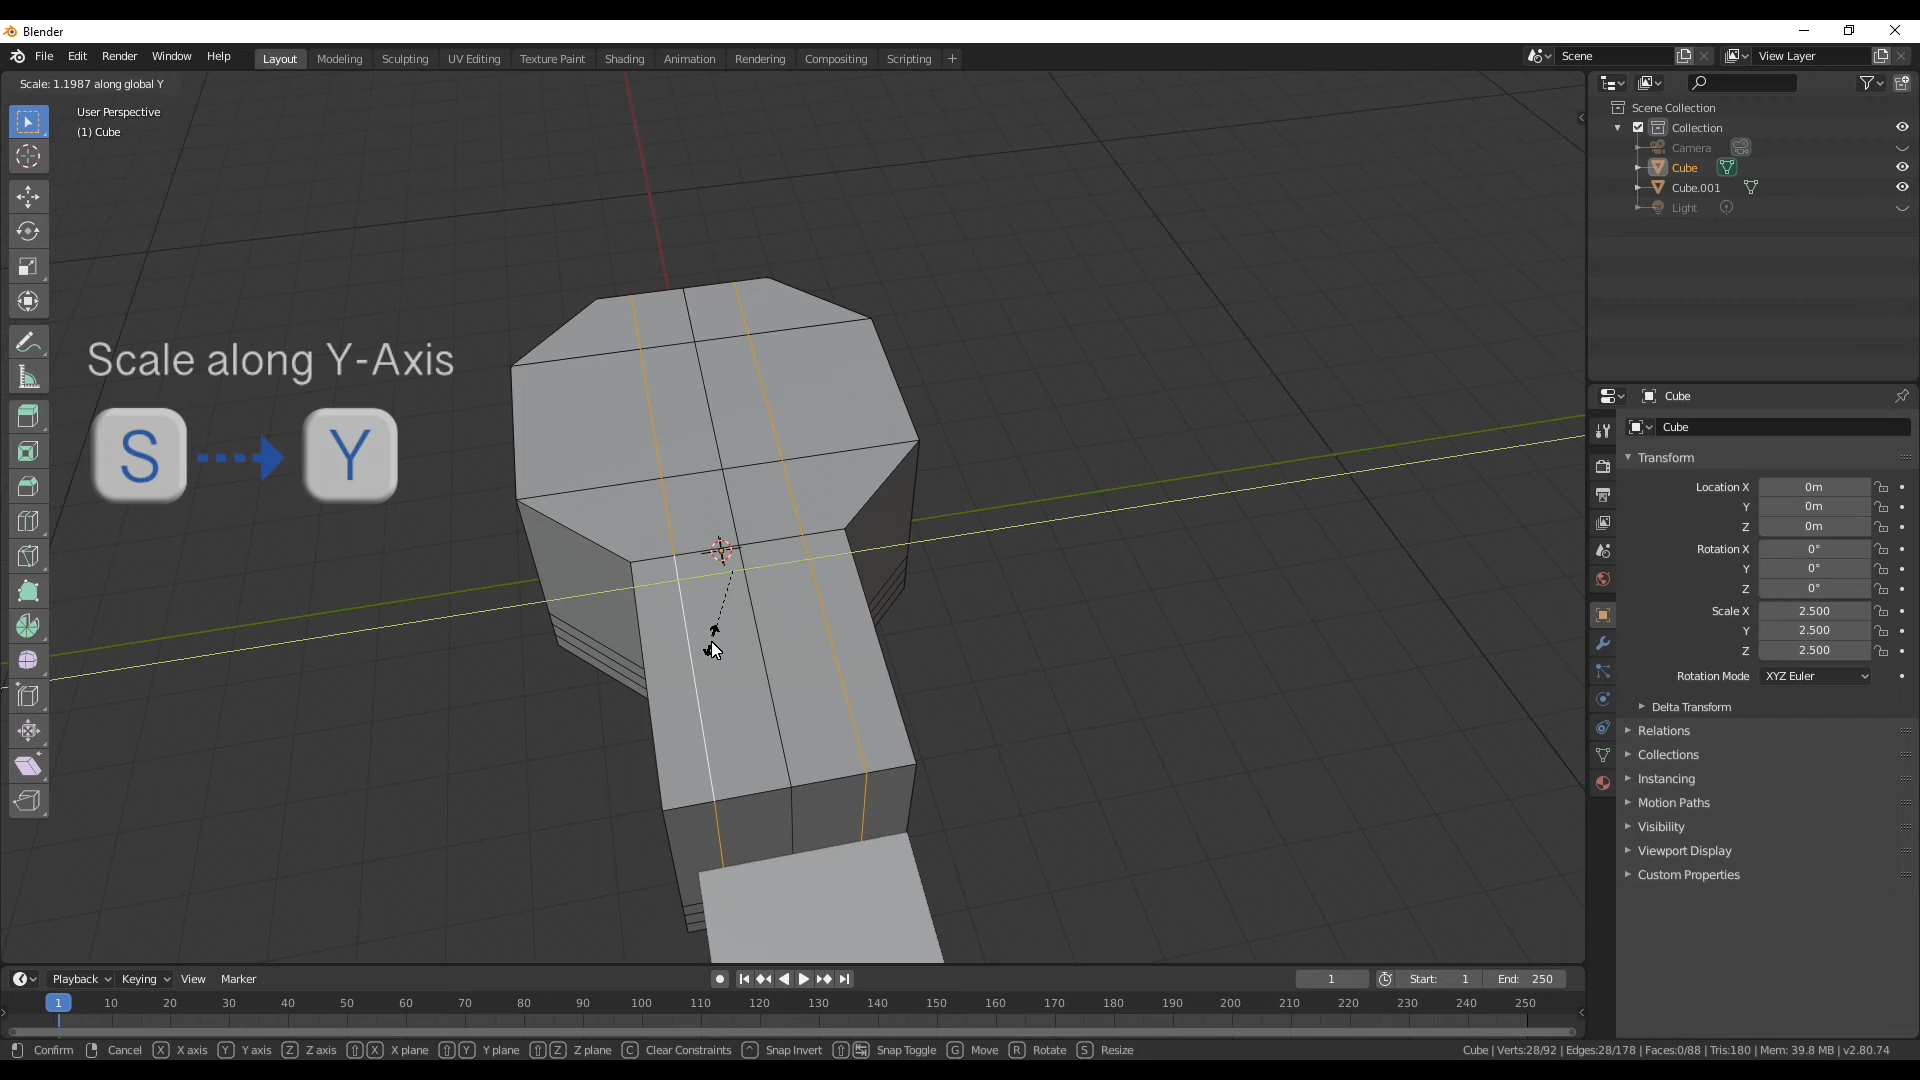 Blender
File Edit Render Window Help Layout Modeling Sculpting UV Editing Texture Paint Shading Animation Rendering Compositing Scripting + Scene View Layer
Scale: 1.1987 along global Y
User Perspective
(1) Cube
Scene Collection
Collection
Camera
Cube
Cube.001
Light
Scale along Y-Axis
S Y
Cube
Cube
Transform
Location X 0m
Y 0m
Z 0m
Rotation X 0°
Y 0°
Z 0°
Scale X 2.500
Y 2.500
Z 2.500
Rotation Mode XYZ Euler
Delta Transform
Relations
Collections
Instancing
Motion Paths
Visibility
Viewport Display
Custom Properties
Playback Keying View Marker 1 Start: 1 End: 250
1 10 20 30 40 50 60 70 80 90 100 110 120 130 140 150 160 170 180 190 200 210 220 230 240 250
Confirm Cancel X X axis Y Y axis Z Z axis X X plane Y Y plane Z Z plane C Clear Constraints ^ Snap Invert Snap Toggle G Move R Rotate S Resize Cube | Verts:28/92 | Edges:28/178 | Faces:0/88 | Tris:180 | Mem: 39.8 MB | v2.80.74